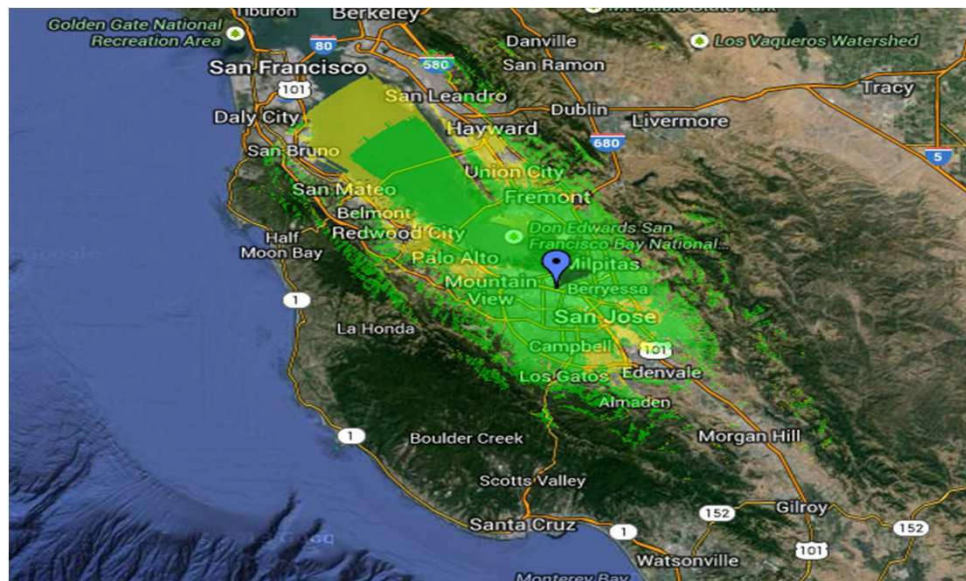 Tiburon
Berkeley
Mt Diablo State Park
Golden Gate National
Recreation Area
80
Danville
Los Vaqueros Watershed
580
San Ramon
San Francisco
101
San Leandro
Tracy
Daly City
Dublin
Hayward
Livermore
San Bruno
680
5
Union City
San Mateo
Fremont
Belmont
Don Edwards San
Redwood City
Francisco Bay National...
Half
Moon Bay
Palo Alto
Milpitas
Mountain
View
Berryessa
1
San Jose
La Honda
Campbell
101
Los Gatos
Edenvale
Almaden
1
Boulder Creek
Morgan Hill
Scotts Valley
Gilroy
152
152
Santa Cruz
1
101
Watsonville
Monterey Bay